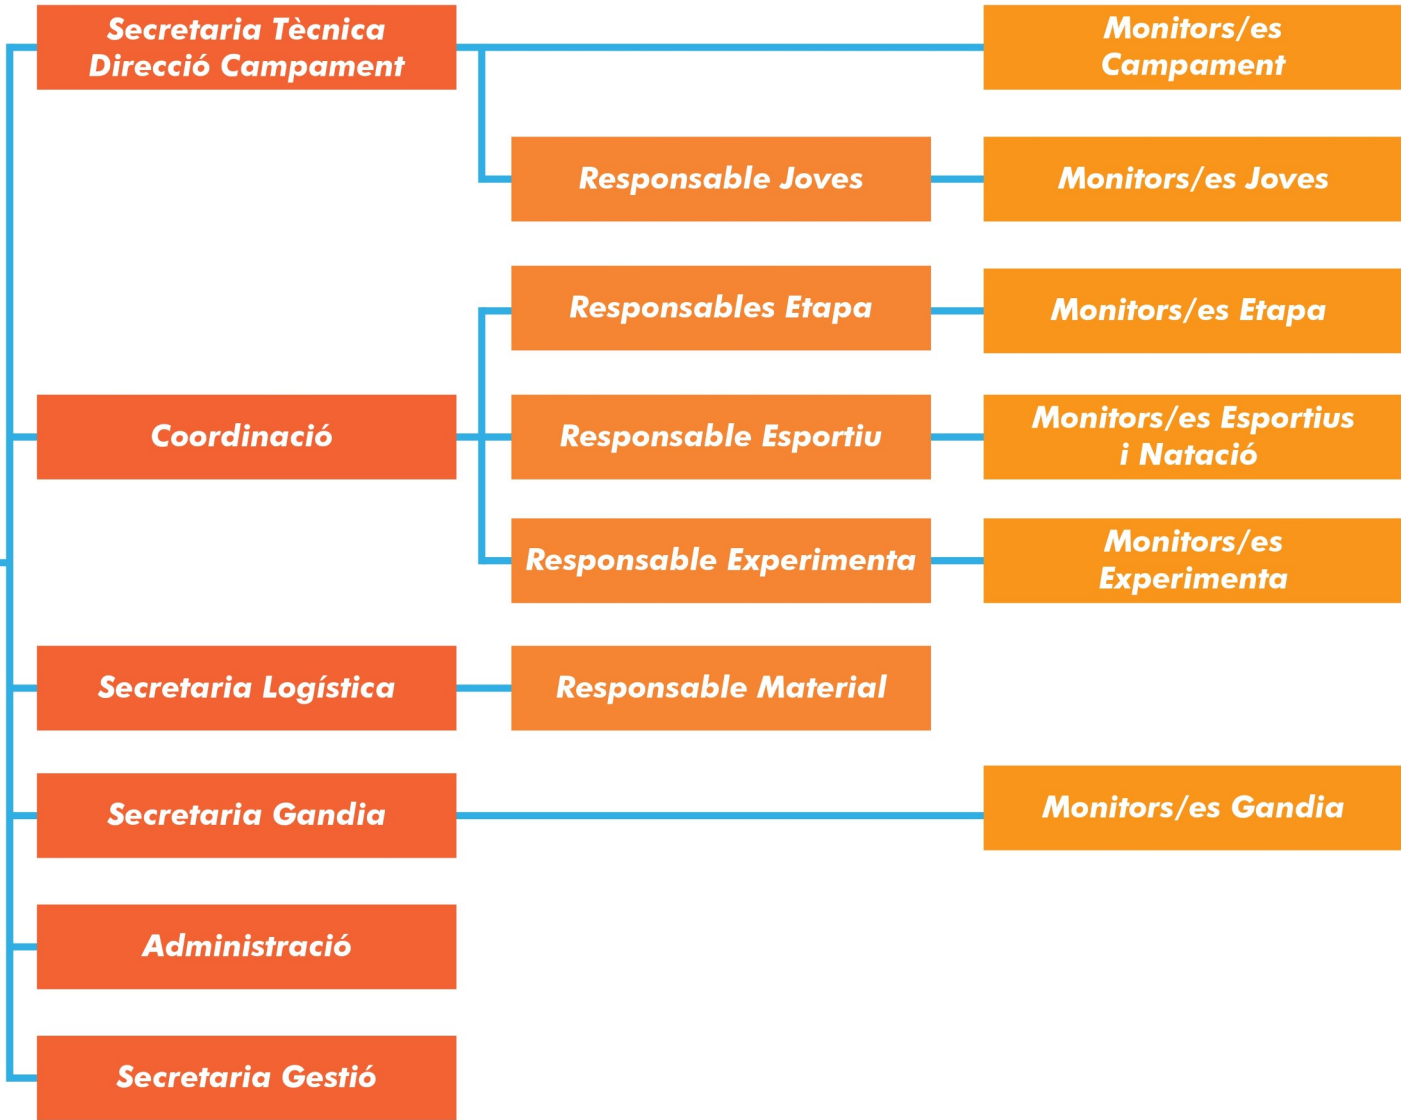 Secretaria Tècnica
Direcció Campament
Monitors/es
Campament
Responsable Joves
Monitors/es Joves
Responsables Etapa
Monitors/es Etapa
Coordinació
Responsable Esportiu
Monitors/es Esportius
i Natació
Responsable Experimenta
Monitors/es
Experimenta
Secretaria Logística
Responsable Material
Secretaria Gandia
Monitors/es Gandia
Administració
Secretaria Gestió